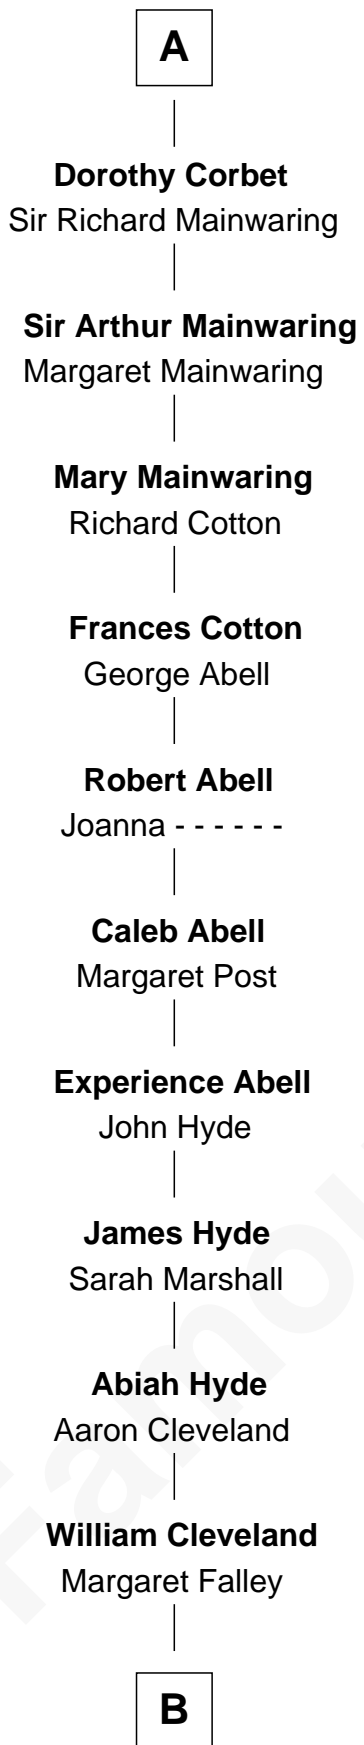 A
Dorothy Corbet
Sir Richard Mainwaring
Sir Arthur Mainwaring
Margaret Mainwaring
Mary Mainwaring
Richard Cotton
Frances Cotton
George Abell
Robert Abell
Joanna - - - - - -
Caleb Abell
Margaret Post
Experience Abell
John Hyde
James Hyde
Sarah Marshall
Abiah Hyde
Aaron Cleveland
William Cleveland
Margaret Falley
B